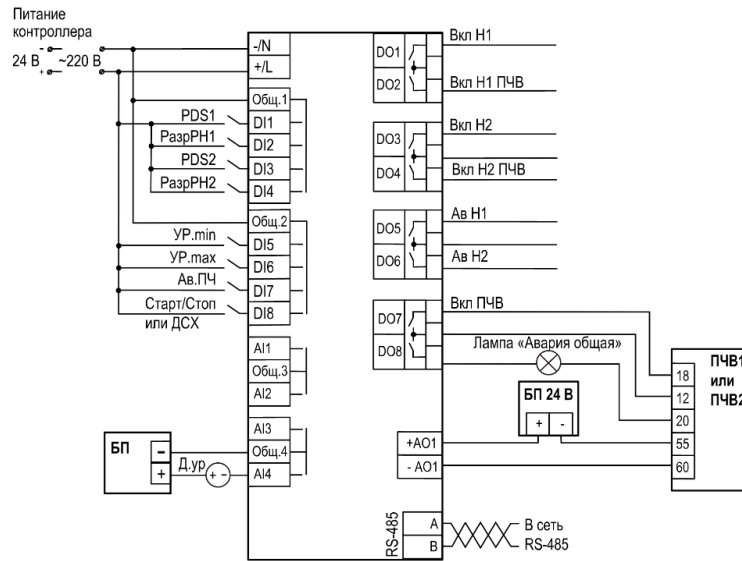 Питание
контроллера
-
24 В ~220 В
+
-/N
+/L
Общ.1
PDS1 DI1
РазрРН1 DI2
PDS2 DI3
РазрРН2 DI4
Общ.2
УР.min DI5
УР.max DI6
Ав.ПЧ DI7
Старт/Стоп DI8
или ДСХ
AI1
Общ.3
AI2
AI3
Общ.4
AI4
БП
–
+
Д.ур
+ -
DO1 Вкл Н1
DO2 Вкл Н1 ПЧВ
DO3 Вкл Н2
DO4 Вкл Н2 ПЧВ
DO5 Ав Н1
DO6 Ав Н2
DO7 Вкл ПЧВ
DO8 Лампа «Авария общая»
БП 24 В
+ -
+AO1
- AO1
ПЧВ1
или
ПЧВ2
18
12
20
55
60
RS-485
A
B
В сеть
RS-485